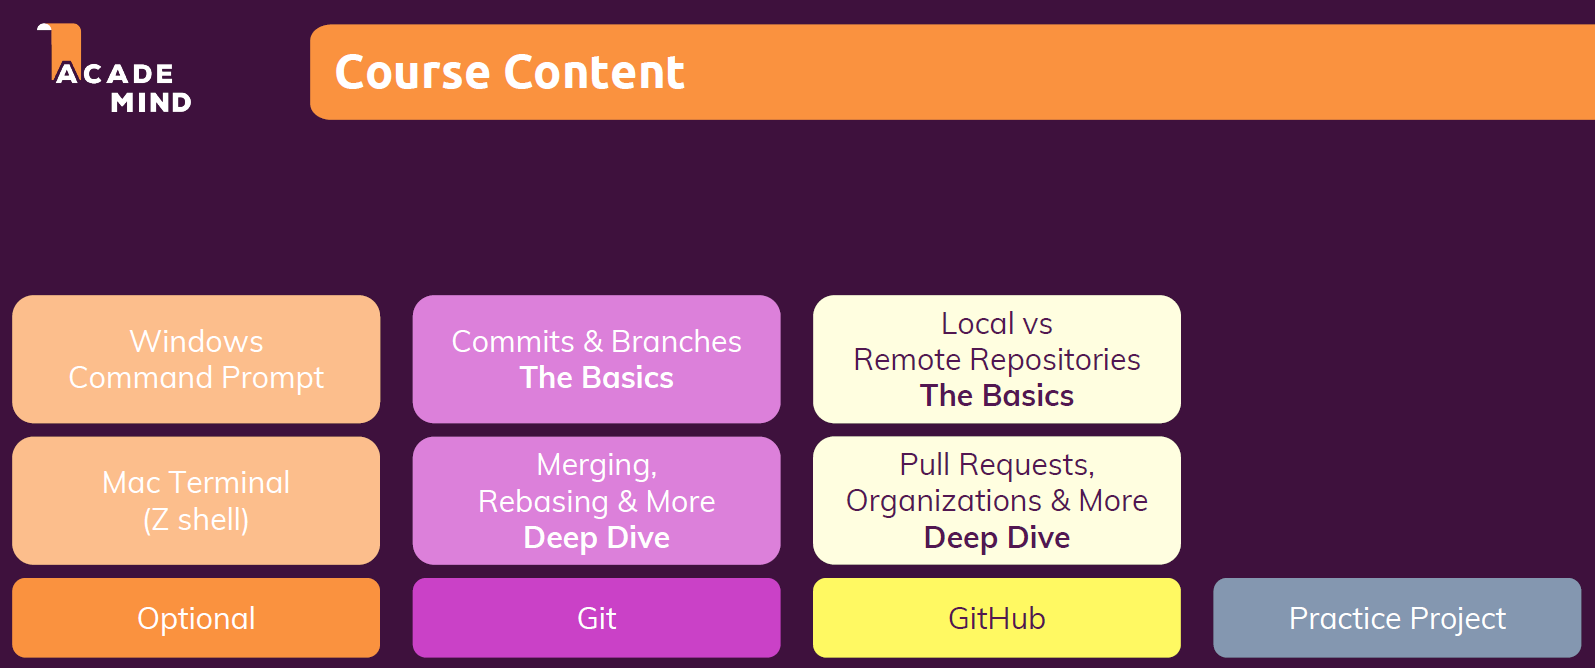 ACADE
MIND
Course Content
Windows
Command Prompt
Commits & Branches
The Basics
Local vs
Remote Repositories
The Basics
Mac Terminal
(Z shell)
Merging,
Rebasing & More
Deep Dive
Pull Requests,
Organizations & More
Deep Dive
Optional
Git
GitHub
Practice Project